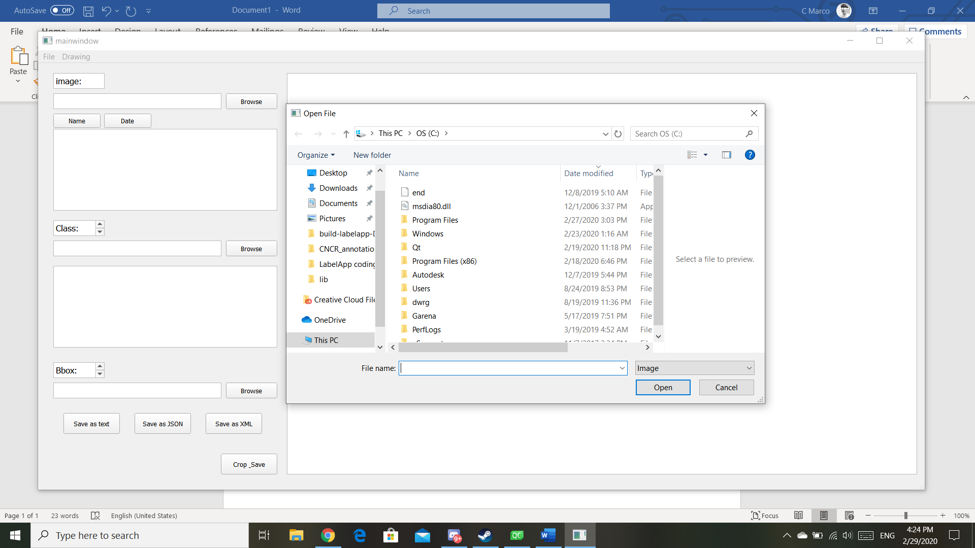 AutoSave Off Document1 - Word Search C Marco
File Home Insert Design Layout References Mailings Review View Help Share Comments
mainwindow
File Drawing
Paste
image:
Browse
Name Date
Class:
Browse
Bbox:
Browse
Save as text Save as JSON Save as XML
Crop _Save
Open File
This PC > OS (C:) >
Search OS (C:)
Organize New folder
Desktop
Downloads
Documents
Pictures
build-labelapp-D
CNCR_annotatio
LabelApp coding
lib
Creative Cloud File
OneDrive
This PC
Name Date modified Type
end 12/8/2019 5:10 AM File
msdia80.dll 12/1/2006 3:37 PM App
Program Files 2/27/2020 3:03 PM File
Windows 2/23/2020 1:16 AM File
Qt 2/19/2020 11:18 PM File
Program Files (x86) 2/18/2020 6:46 PM File
Autodesk 12/7/2019 5:44 PM File
Users 8/24/2019 8:53 PM File
dwrg 8/19/2019 11:36 PM File
Garena 5/17/2019 7:51 PM File
PerfLogs 3/19/2019 4:52 AM File
Select a file to preview.
File name:
Image
Open Cancel
Page 1 of 1 23 words English (United States) Focus 100%
Type here to search
ENG
4:24 PM
2/29/2020